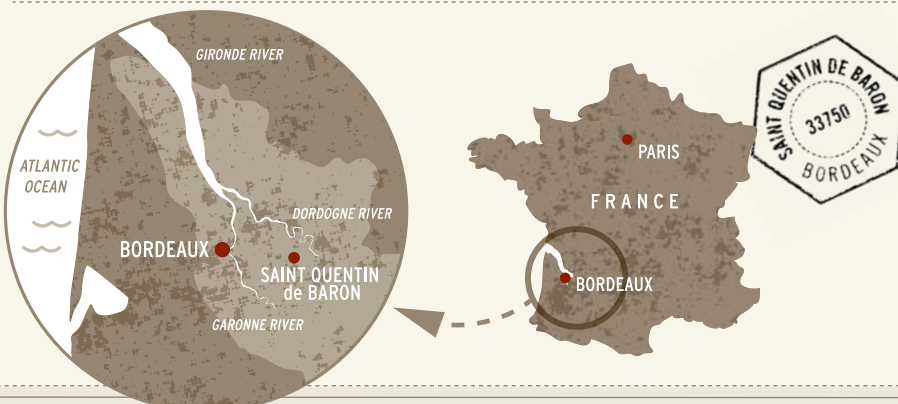 GIRONDE RIVER
ATLANTIC
OCEAN
DORDOGNE RIVER
BORDEAUX
SAINT QUENTIN
de BARON
GARONNE RIVER
PARIS
FRANCE
BORDEAUX
SAINT QUENTIN DE BARON
33750
BORDEAUX